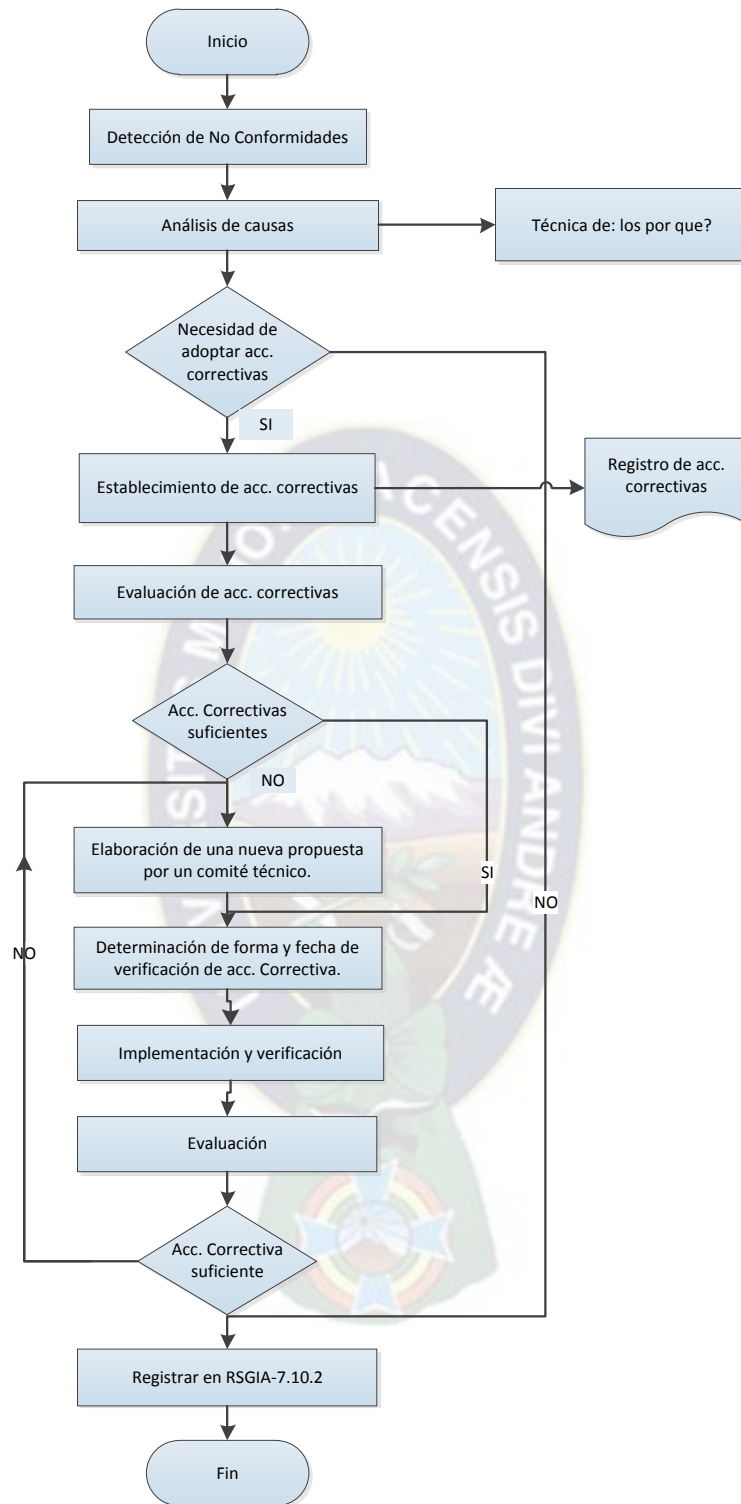 Inicio
Detección de No Conformidades
Análisis de causas
Técnica de: los por que?
Necesidad de
adoptar acc.
correctivas
SI
Establecimiento de acc. correctivas
Registro de acc.
correctivas
Evaluación de acc. correctivas
Acc. Correctivas
suficientes
NO
Elaboración de una nueva propuesta
por un comité técnico.
SI
NO
NO
Determinación de forma y fecha de
verificación de acc. Correctiva.
Implementación y verificación
Evaluación
Acc. Correctiva
suficiente
Registrar en RSGIA-7.10.2
Fin
ACENSIS DIVI ANDRE Æ